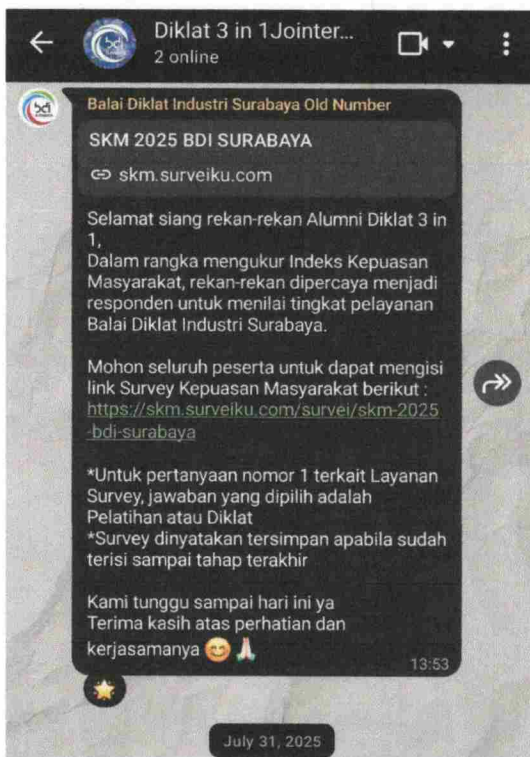 Diklat 3 in 1Jointer...
2 online
Balai Diklat Industri Surabaya Old Number
SKM 2025 BDI SURABAYA
skm.surveiku.com
Selamat siang rekan-rekan Alumni Diklat 3 in
1,
Dalam rangka mengukur Indeks Kepuasan
Masyarakat, rekan-rekan dipercaya menjadi
responden untuk menilai tingkat pelayanan
Balai Diklat Industri Surabaya.
Mohon seluruh peserta untuk dapat mengisi
link Survey Kepuasan Masyarakat berikut :
https://skm.surveiku.com/survei/skm-2025
-bdi-surabaya
*Untuk pertanyaan nomor 1 terkait Layanan
Survey, jawaban yang dipilih adalah
Pelatihan atau Diklat
*Survey dinyatakan tersimpan apabila sudah
terisi sampai tahap terakhir
Kami tunggu sampai hari ini ya
Terima kasih atas perhatian dan
kerjasamanya 😊🙏
13:53
July 31, 2025